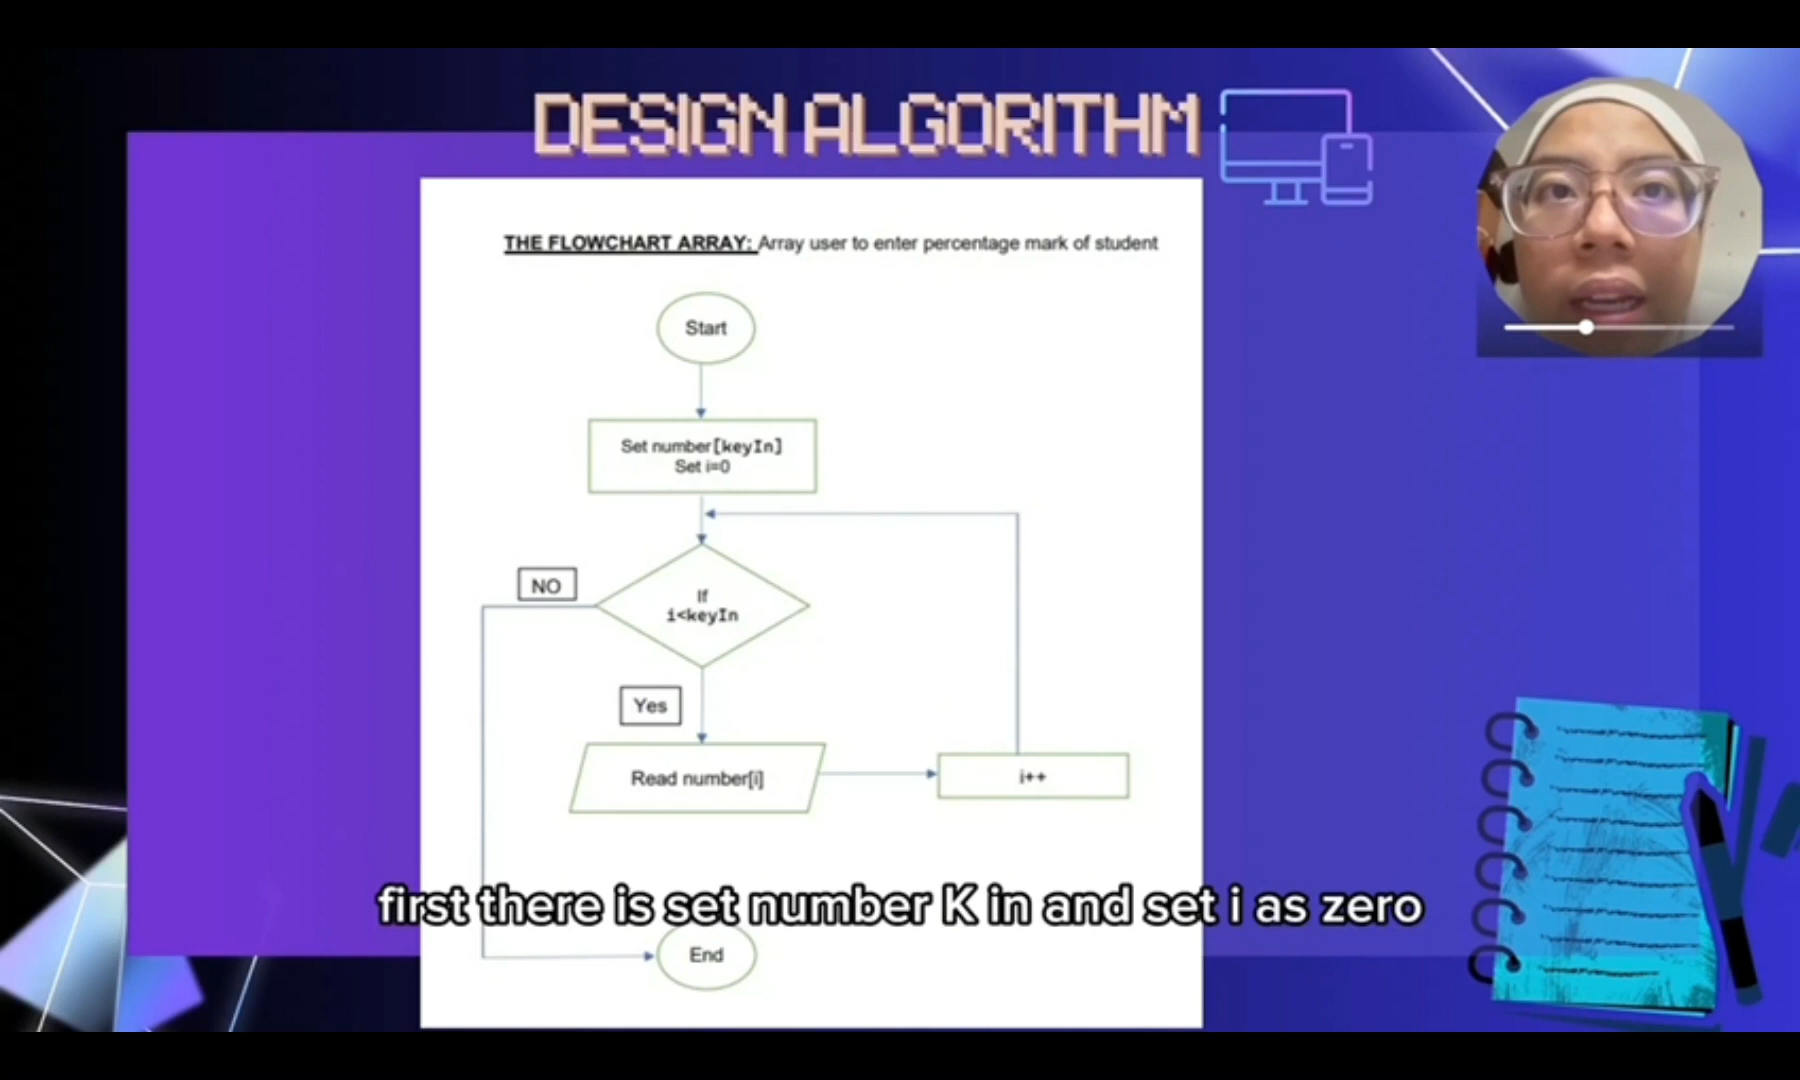 DESIGN ALGORITHM
THE FLOWCHART ARRAY: Array user to enter percentage mark of student
Start
Set number[keyIn]
Set i=0
NO
If
i<keyIn
Yes
Read number[i]
i++
first there is set number K in and set i as zero
End